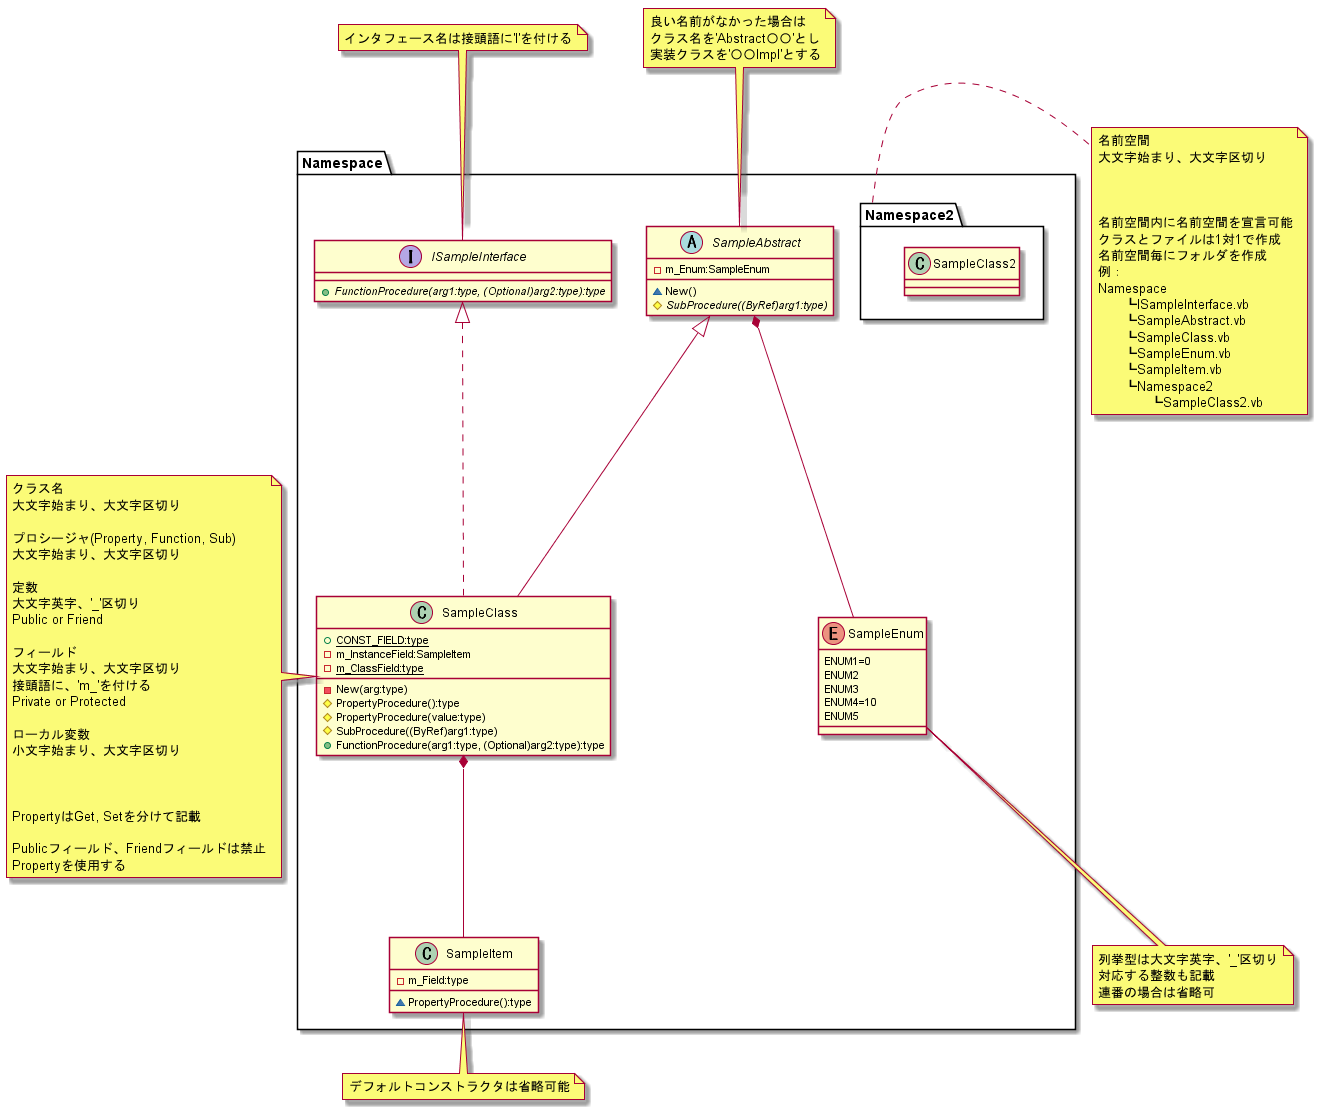 インタフェース名は接頭語に'I'を付ける
良い名前がなかった場合は
クラス名を'Abstract〇〇'とし
実装クラスを'〇〇Impl'とする
名前空間
大文字始まり、大文字区切り
名前空間内に名前空間を宣言可能
クラスとファイルは1対1で作成
名前空間毎にフォルダを作成
例：
Namespace
┗ISampleInterface.vb
┗SampleAbstract.vb
┗SampleClass.vb
┗SampleEnum.vb
┗SampleItem.vb
┗Namespace2
┗SampleClass2.vb
Namespace
ISampleInterface
FunctionProcedure(arg1:type, (Optional)arg2:type):type
SampleAbstract
m_Enum:SampleEnum
New()
SubProcedure((ByRef)arg1:type)
Namespace2
SampleClass2
クラス名
大文字始まり、大文字区切り
プロシージャ(Property, Function, Sub)
大文字始まり、大文字区切り
定数
大文字英字、'_'区切り
Public or Friend
フィールド
大文字始まり、大文字区切り
接頭語に、'm_'を付ける
Private or Protected
ローカル変数
小文字始まり、大文字区切り
PropertyはGet, Setを分けて記載
Publicフィールド、Friendフィールドは禁止
Propertyを使用する
SampleClass
CONST_FIELD:type
m_InstanceField:SampleItem
m_ClassField:type
New(arg:type)
PropertyProcedure():type
PropertyProcedure(value:type)
SubProcedure((ByRef)arg1:type)
FunctionProcedure(arg1:type, (Optional)arg2:type):type
SampleEnum
ENUM1=0
ENUM2
ENUM3
ENUM4=10
ENUM5
SampleItem
m_Field:type
PropertyProcedure():type
列挙型は大文字英字、'_'区切り
対応する整数も記載
連番の場合は省略可
デフォルトコンストラクタは省略可能